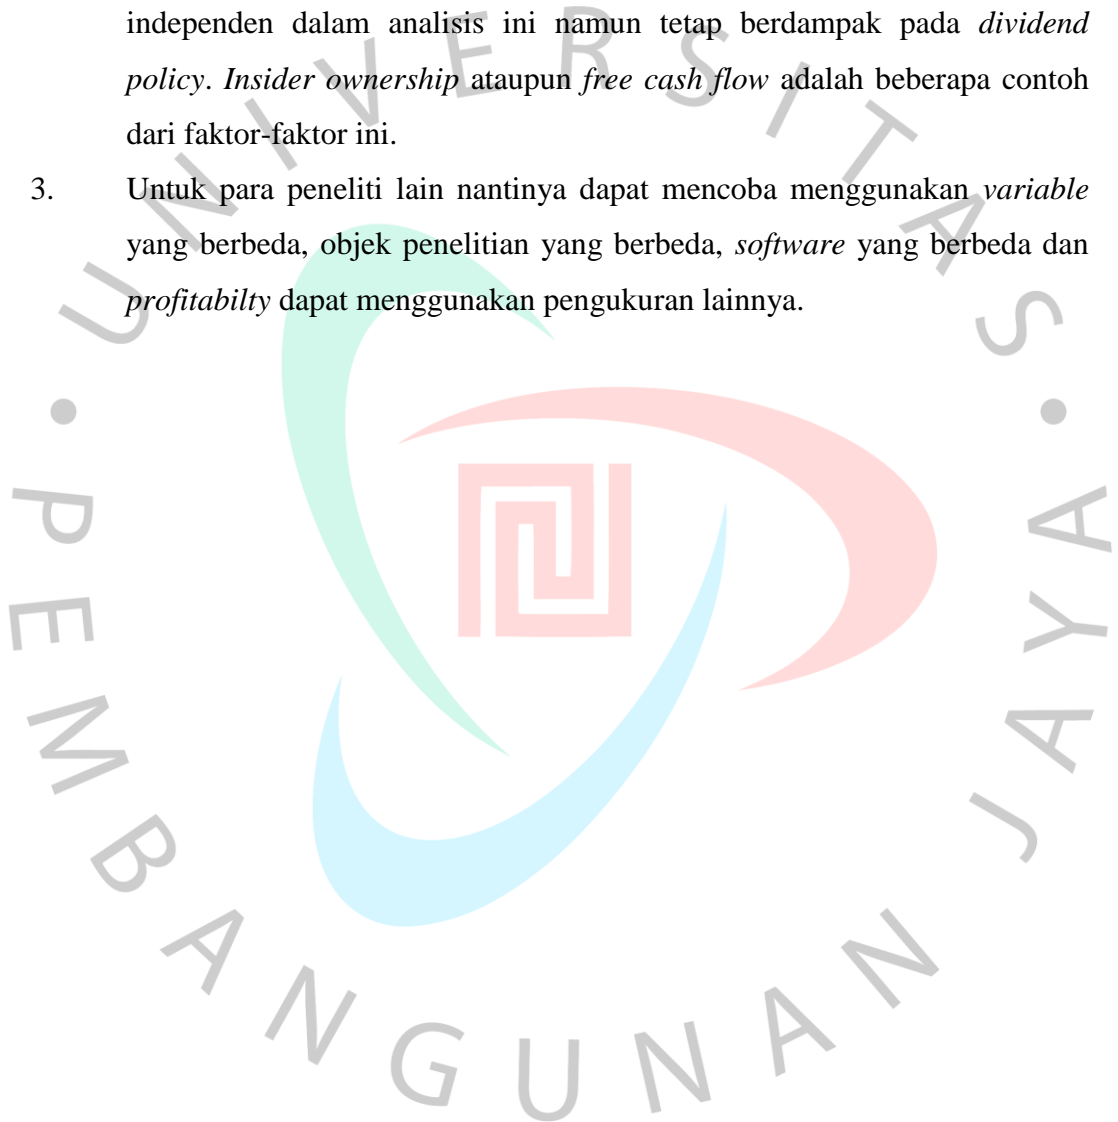 independen dalam analisis ini namun tetap berdampak pada dividend
policy. Insider ownership ataupun free cash flow adalah beberapa contoh
dari faktor-faktor ini.
3. Untuk para peneliti lain nantinya dapat mencoba menggunakan variable
yang berbeda, objek penelitian yang berbeda, software yang berbeda dan
profitabilty dapat menggunakan pengukuran lainnya.
UNIVERSITAS • PEMBANGUNAN JAYA •